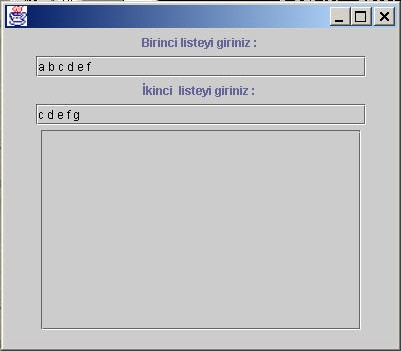 Birinci listeyi giriniz :
a b c d e f
İkinci listeyi giriniz :
c d e f g